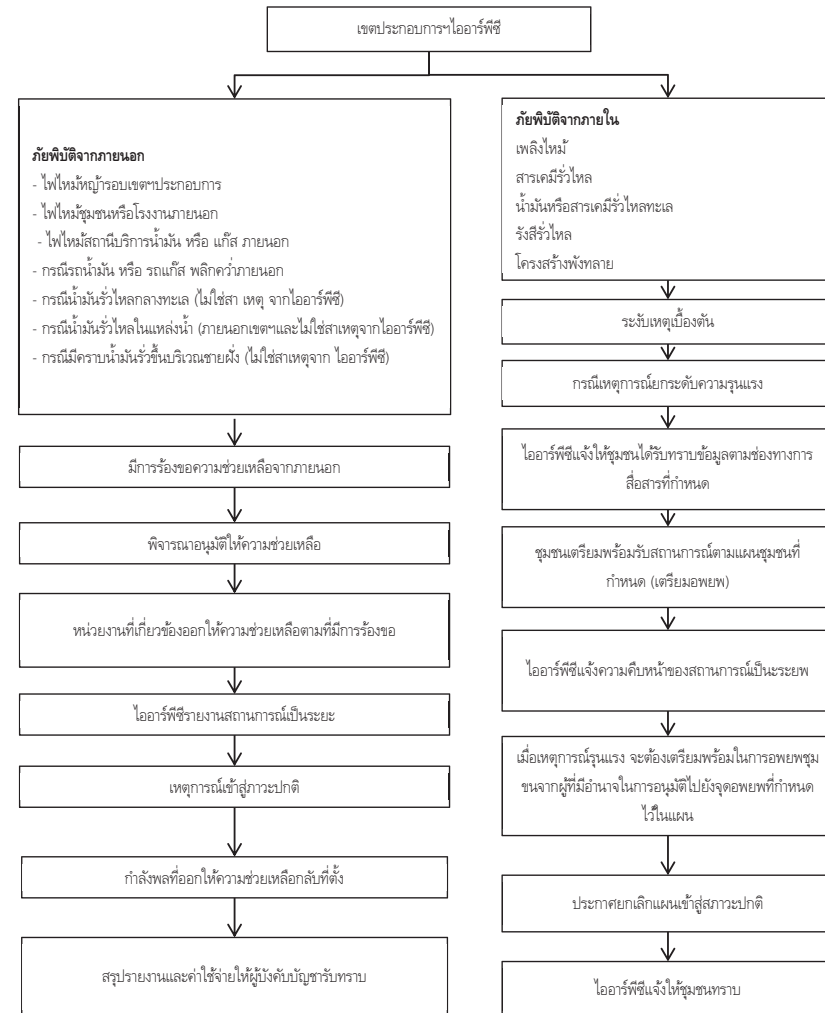 เขตประกอบการฯไออาร์พีซี
ภัยพิบัติจากภายนอก
- ไฟไหม้หญ้ารอบเขตฯประกอบการ
- ไฟไหม้ชุมชนหรือโรงงานภายนอก
- ไฟไหม้สถานีบริการน้ำมัน หรือ แก๊ส ภายนอก
- กรณีรถน้ำมัน หรือ รถแก๊ส พลิกคว่ำภายนอก
- กรณีน้ำมันรั่วไหลกลางทะเล (ไม่ใช่สา เหตุ จากไออาร์พีซี)
- กรณีน้ำมันรั่วไหลในแหล่งน้ำ (ภายนอกเขตฯและไม่ใช่สาเหตุจากไออาร์พีซี)
- กรณีมีคราบน้ำมันรั่วขึ้นบริเวณชายฝั่ง (ไม่ใช่สาเหตุจาก ไออาร์พีซี)
มีการร้องขอความช่วยเหลือจากภายนอก
พิจารณาอนุมัติให้ความช่วยเหลือ
หน่วยงานที่เกี่ยวข้องออกให้ความช่วยเหลือตามที่มีการร้องขอ
ไออาร์พีซีรายงานสถานการณ์เป็นระยะ
เหตุการณ์เข้าสู่ภาวะปกติ
กำลังพลที่ออกให้ความช่วยเหลือกลับที่ตั้ง
สรุปรายงานและค่าใช้จ่ายให้ผู้บังคับบัญชารับทราบ
ภัยพิบัติจากภายใน
เพลิงไหม้
สารเคมีรั่วไหล
น้ำมันหรือสารเคมีรั่วไหลทะเล
รังสีรั่วไหล
โครงสร้างพังทลาย
ระงับเหตุเบื้องต้น
กรณีเหตุการณ์ยกระดับความรุนแรง
ไออาร์พีซีแจ้งให้ชุมชนได้รับทราบข้อมูลตามช่องทางการ
สื่อสารที่กำหนด
ชุมชนเตรียมพร้อมรับสถานการณ์ตามแผนชุมชนที่
กำหนด (เตรียมอพยพ)
ไออาร์พีซีแจ้งความคืบหน้าของสถานการณ์เป็นะระยพ
เมื่อเหตุการณ์รุนแรง จะต้องเตรียมพร้อมในการอพยพชุม
ขนจากผู้ที่มีอำนาจในการอนุมัติไปยังจุดอพยพที่กำหนด
ไว้ในแผน
ประกาศยกเลิกแผนเข้าสู่สภาวะปกติ
ไออาร์พีซีแจ้งให้ชุมชนทราบ